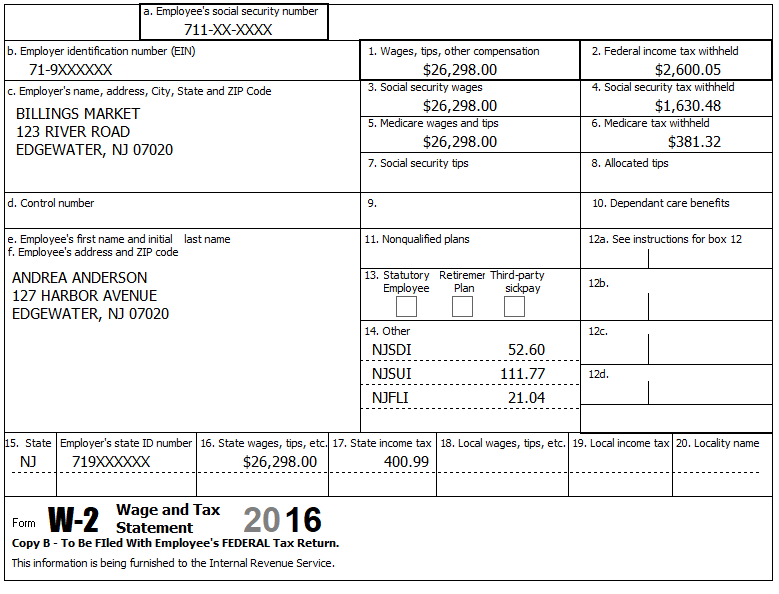 a. Employee's social security number
711-XX-XXXX
b. Employer identification number (EIN)
71-9XXXXXX
1. Wages, tips, other compensation
$26,298.00
2. Federal income tax withheld
$2,600.05
c. Employer's name, address, City, State and ZIP Code
BILLINGS MARKET
123 RIVER ROAD
EDGEWATER, NJ 07020
3. Social security wages
$26,298.00
4. Social security tax withheld
$1,630.48
5. Medicare wages and tips
$26,298.00
6. Medicare tax withheld
$381.32
7. Social security tips
8. Allocated tips
d. Control number
9.
10. Dependant care benefits
e. Employee's first name and initial last name
f. Employee's address and ZIP code
ANDREA ANDERSON
127 HARBOR AVENUE
EDGEWATER, NJ 07020
11. Nonqualified plans
12a. See instructions for box 12
13. Statutory Retiremer Third-party
Employee Plan sickpay
12b.
14. Other
NJSDI 52.60
NJSUI 111.77
NJFLI 21.04
12c.
12d.
15. State Employer's state ID number 16. State wages, tips, etc. 17. State income tax 18. Local wages, tips, etc. 19. Local income tax 20. Locality name
NJ 719XXXXXX $26,298.00 400.99
Form W-2 Wage and Tax Statement 2016
Copy B - To Be FIled With Employee's FEDERAL Tax Return.
This information is being furnished to the Internal Revenue Service.